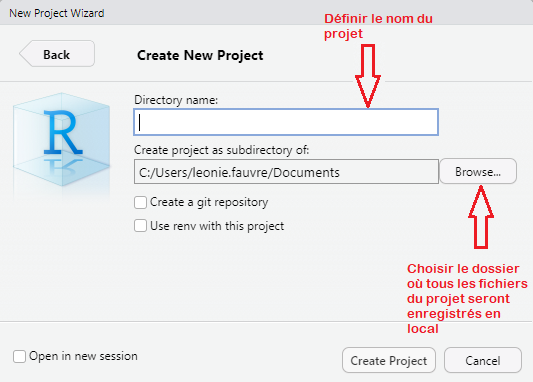 New Project Wizard
Définir le nom du
projet
Back
Create New Project
R
Directory name:
Create project as subdirectory of:
C:/Users/leonie.fauvre/Documents
Browse...
Create a git repository
Use renv with this project
Choisir le dossier
où tous les fichiers
du projet seront
enregistrés en
local
Open in new session
Create Project
Cancel